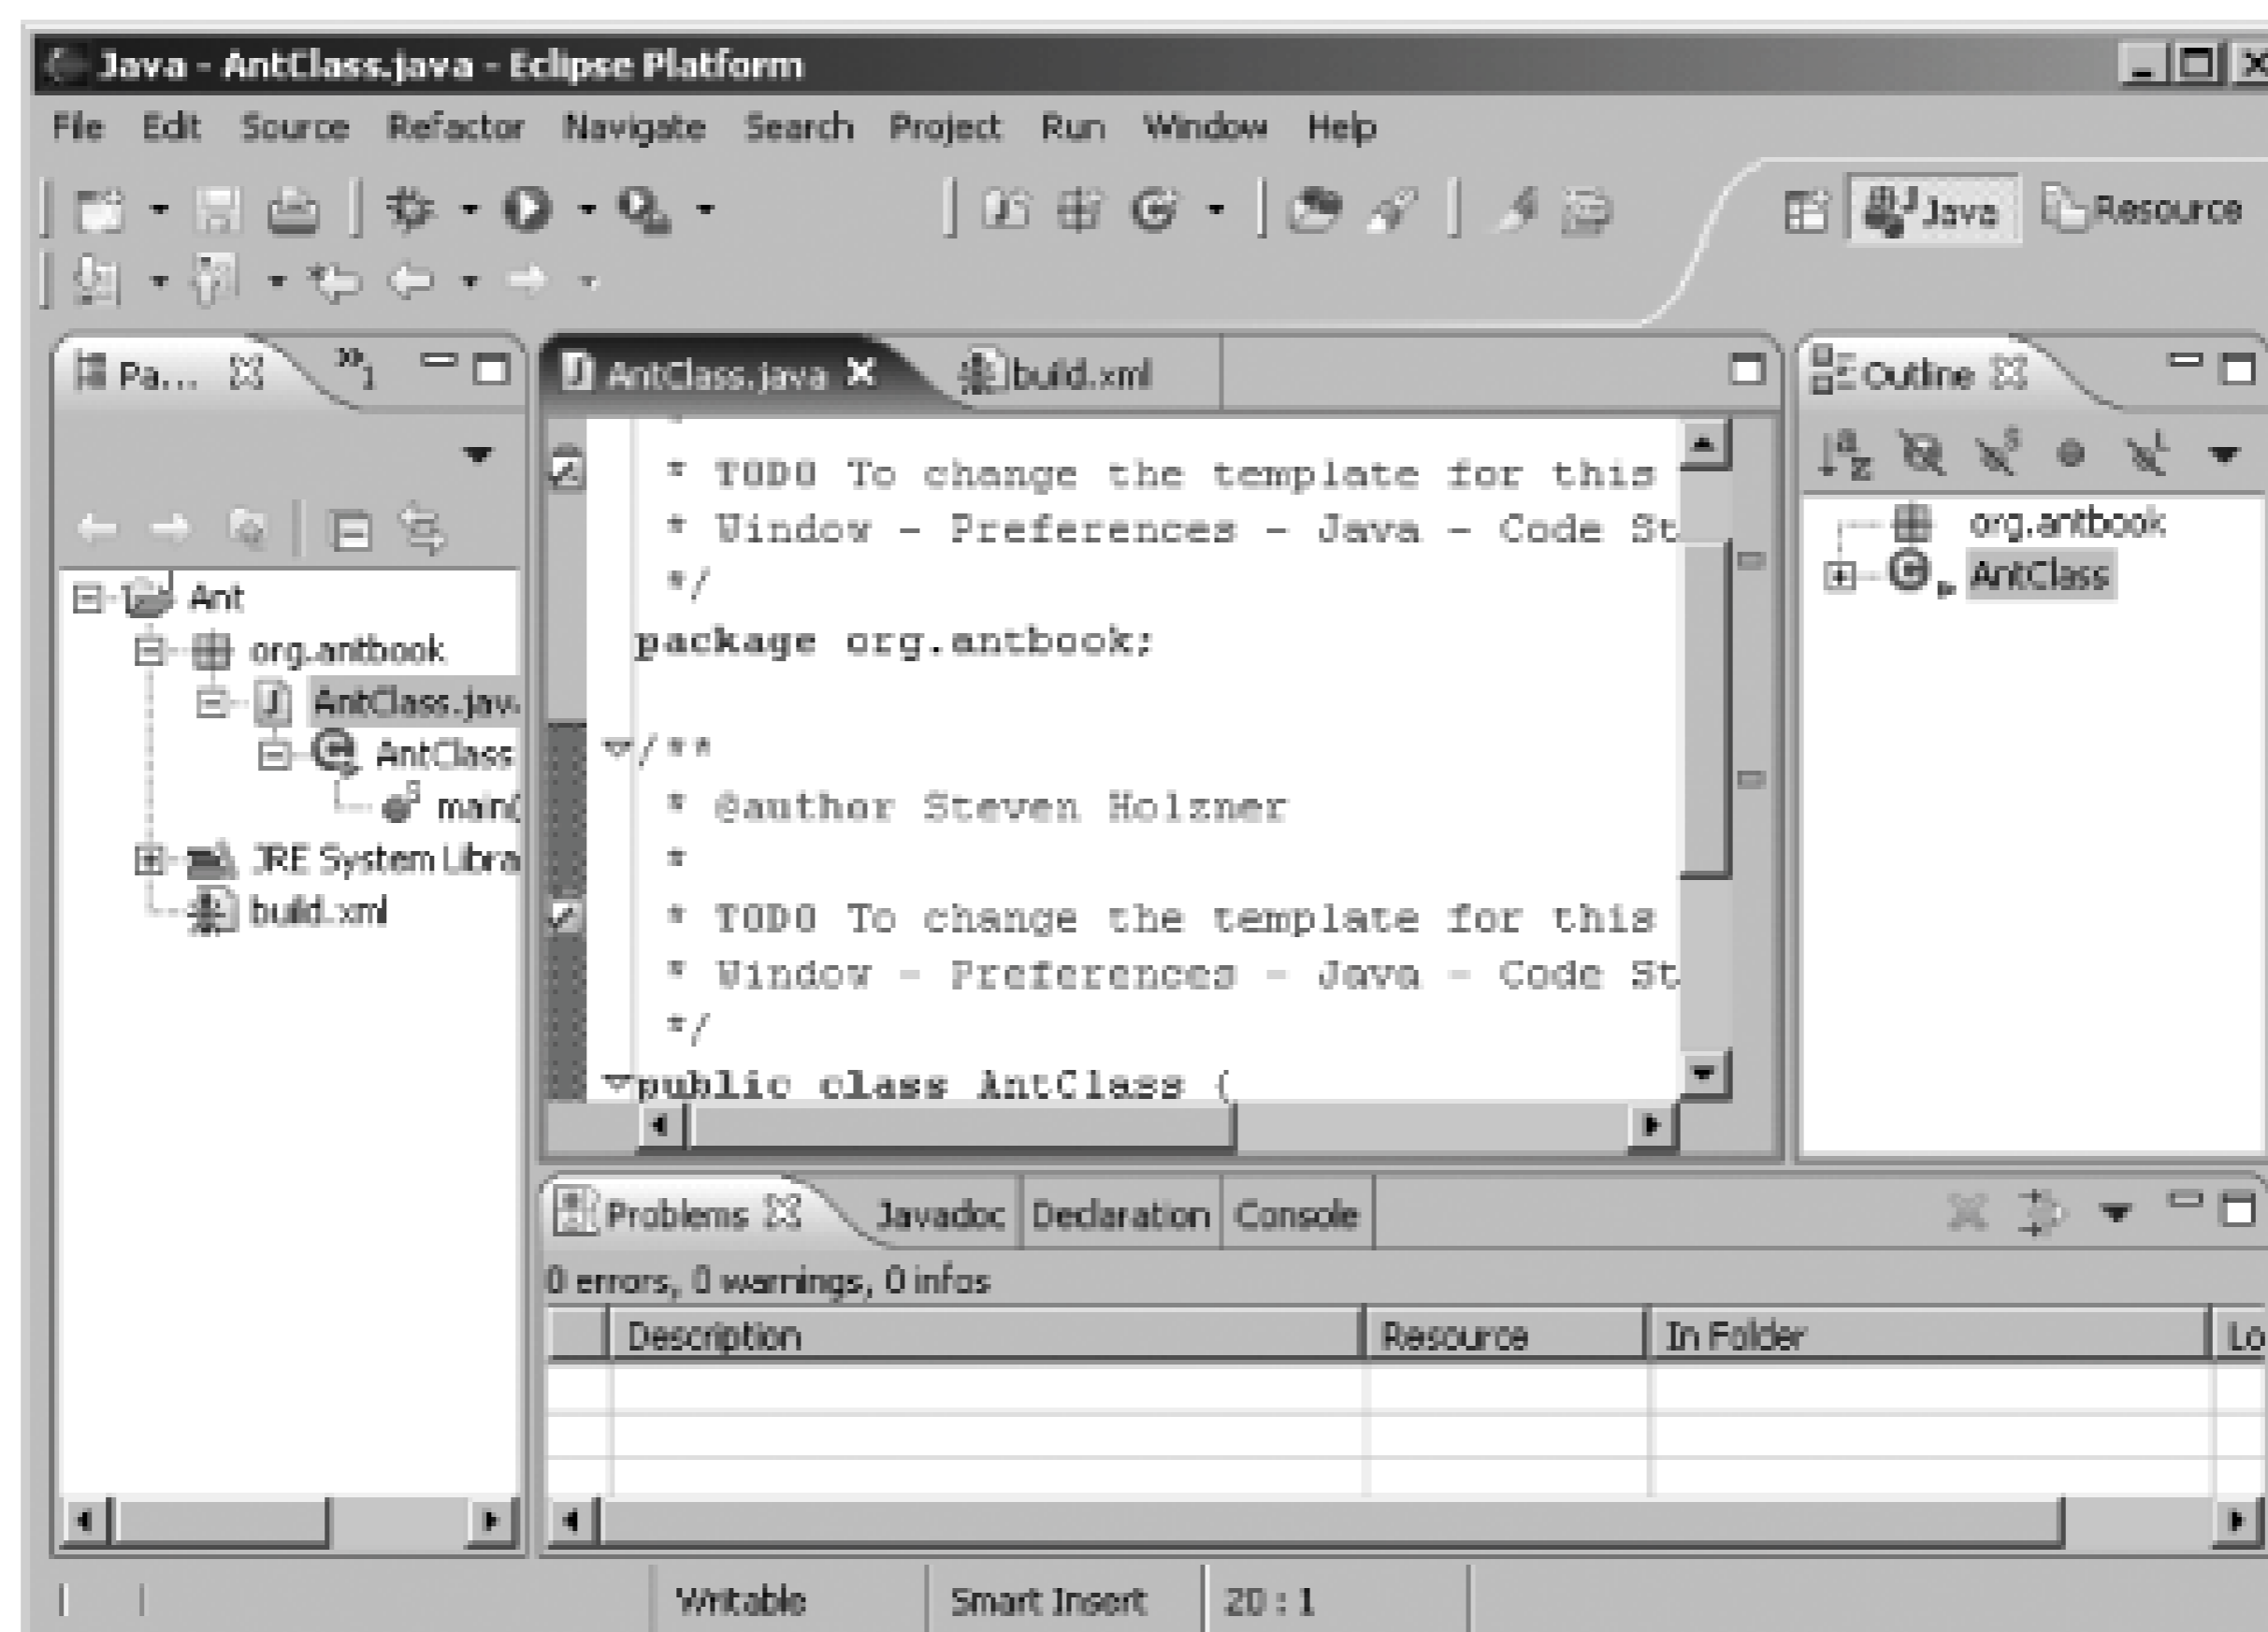 Java - AntClass.java - Eclipse Platform
File Edit Source Refactor Navigate Search Project Run Window Help
Java Resource
Pa... »1
Ant
org.antbook
AntClass.jav
AntClass
main(
JRE System Libra
build.xml
AntClass.java build.xml
*
* TODO To change the template for this
* Window - Preferences - Java - Code St
*/
package org.antbook;
/**
* @author Steven Holzner
*
* TODO To change the template for this
* Window - Preferences - Java - Code St
*/
public class AntClass {
Outline
org.antbook
AntClass
Problems Javadoc Declaration Console
0 errors, 0 warnings, 0 infos
Description Resource In Folder Lo
Writable Smart Insert 20 : 1